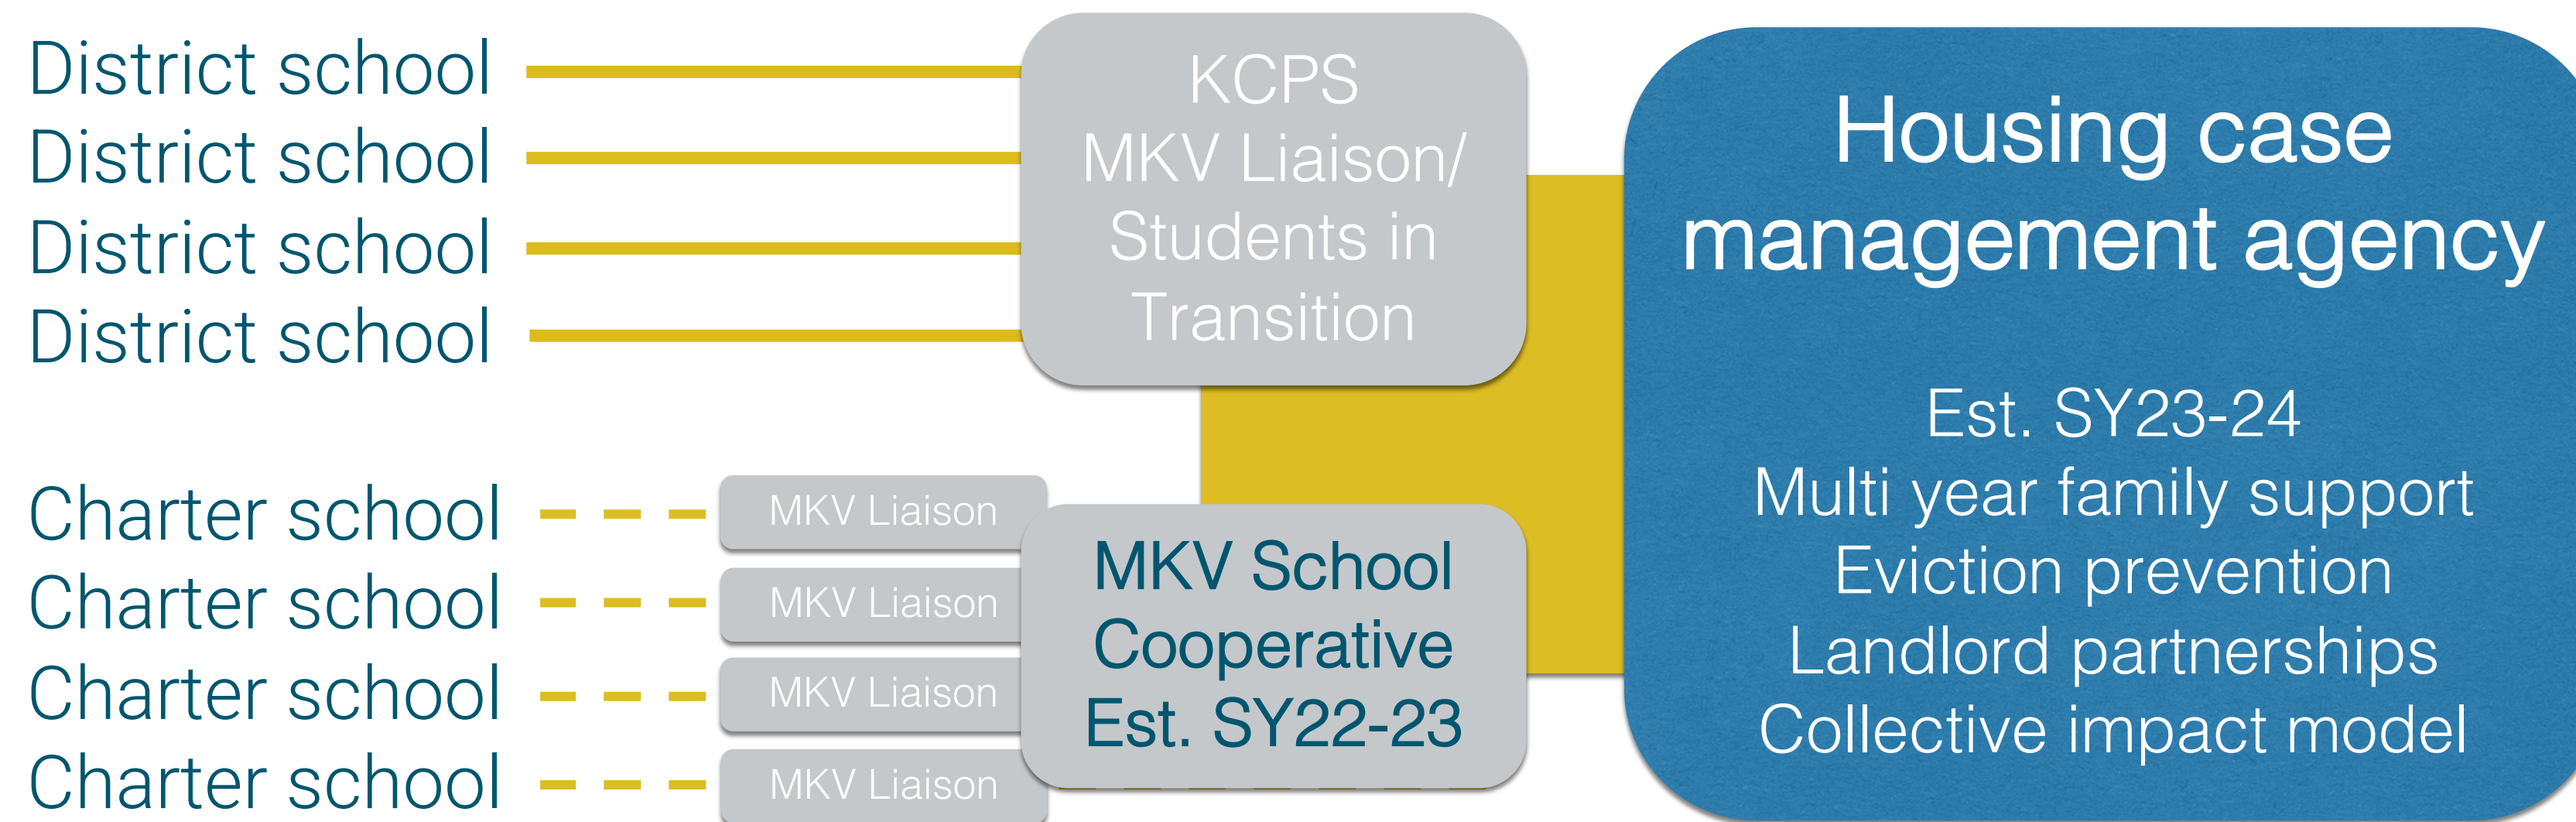 District school
District school
District school
District school
KCPS
MKV Liaison/
Students in
Transition
Charter school
Charter school
Charter school
Charter school
MKV Liaison
MKV Liaison
MKV Liaison
MKV Liaison
MKV School
Cooperative
Est. SY22-23
Housing case
management agency
Est. SY23-24
Multi year family support
Eviction prevention
Landlord partnerships
Collective impact model